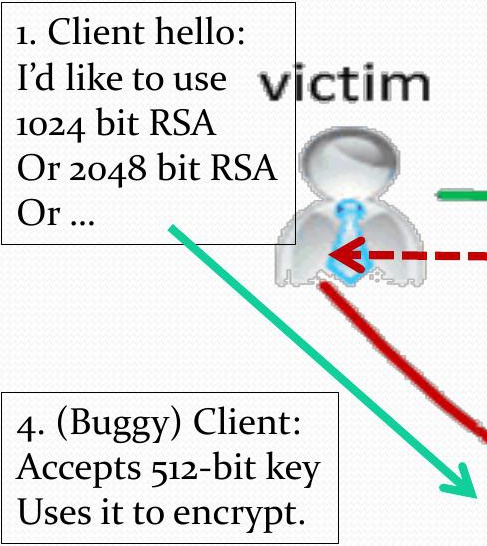 1. Client hello:
I'd like to use
1024 bit RSA
Or 2048 bit RSA
Or ...
victim
4. (Buggy) Client:
Accepts 512-bit key
Uses it to encrypt.